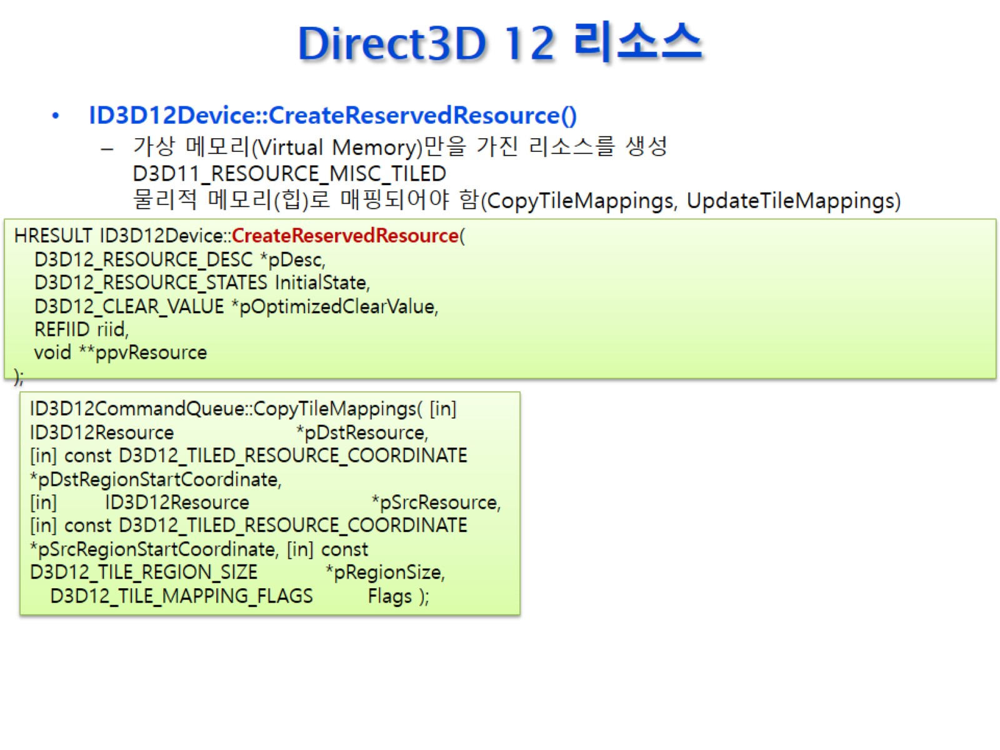 Direct3D 12 리소스
• ID3D12Device::CreateReservedResource()
– 가상 메모리(Virtual Memory)만을 가진 리소스를 생성
D3D11_RESOURCE_MISC_TILED
물리적 메모리(힙)로 매핑되어야 함(CopyTileMappings, UpdateTileMappings)
HRESULT ID3D12Device::CreateReservedResource(
D3D12_RESOURCE_DESC *pDesc,
D3D12_RESOURCE_STATES InitialState,
D3D12_CLEAR_VALUE *pOptimizedClearValue,
REFIID riid,
void **ppvResource
);
ID3D12CommandQueue::CopyTileMappings( [in]
ID3D12Resource *pDstResource,
[in] const D3D12_TILED_RESOURCE_COORDINATE
*pDstRegionStartCoordinate,
[in] ID3D12Resource *pSrcResource,
[in] const D3D12_TILED_RESOURCE_COORDINATE
*pSrcRegionStartCoordinate, [in] const
D3D12_TILE_REGION_SIZE *pRegionSize,
D3D12_TILE_MAPPING_FLAGS Flags );